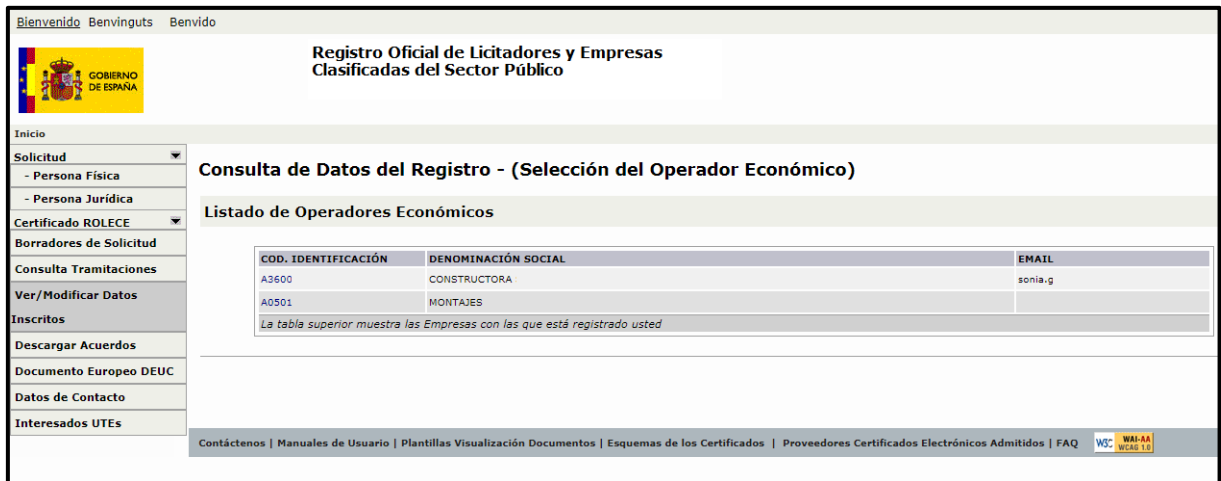 Bienvenido Benvinguts Benvido
GOBIERNO
DE ESPAÑA
Registro Oficial de Licitadores y Empresas
Clasificadas del Sector Público
Inicio
Solicitud
- Persona Física
- Persona Jurídica
Certificado ROLECE
Borradores de Solicitud
Consulta Tramitaciones
Ver/Modificar Datos
Inscritos
Descargar Acuerdos
Documento Europeo DEUC
Datos de Contacto
Interesados UTEs
Consulta de Datos del Registro - (Selección del Operador Económico)
Listado de Operadores Económicos
COD. IDENTIFICACIÓN DENOMINACIÓN SOCIAL EMAIL
A3600 CONSTRUCTORA sonia.g
A0501 MONTAJES
La tabla superior muestra las Empresas con las que está registrado usted
Contáctenos | Manuales de Usuario | Plantillas Visualización Documentos | Esquemas de los Certificados | Proveedores Certificados Electrónicos Admitidos | FAQ W3C WAI-AA
WCAG 1.0